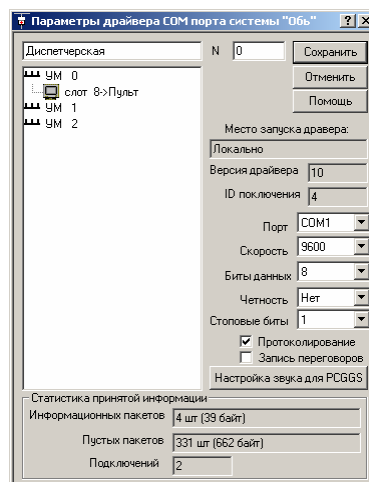 Параметры драйвера COM порта системы "Обь"
Диспетчерская
N 0
Сохранить
УМ 0
Отменить
слот 8->Пульт
Помощь
УМ 1
УМ 2
Место запуска дравера:
Локально
Версия драйвера 10
ID поключения 4
Порт COM1
Скорость 9600
Биты данных 8
Четность Нет
Стоповые биты 1
Протоколирование
Запись переговоров
Настройка звука для PCGGS
Статистика принятой информации
Информационных пакетов 4 шт (39 байт)
Пустых пакетов 331 шт (662 байт)
Подключений 2